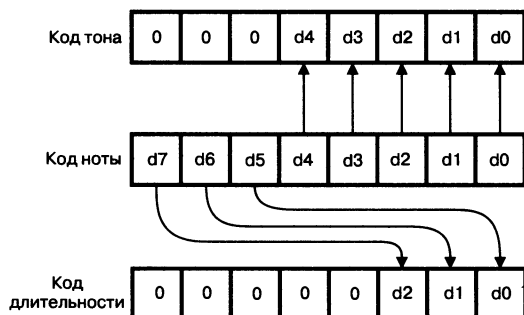 Код тона 0 0 0 d4 d3 d2 d1 d0
Код ноты d7 d6 d5 d4 d3 d2 d1 d0
Код
длительности 0 0 0 0 0 d2 d1 d0